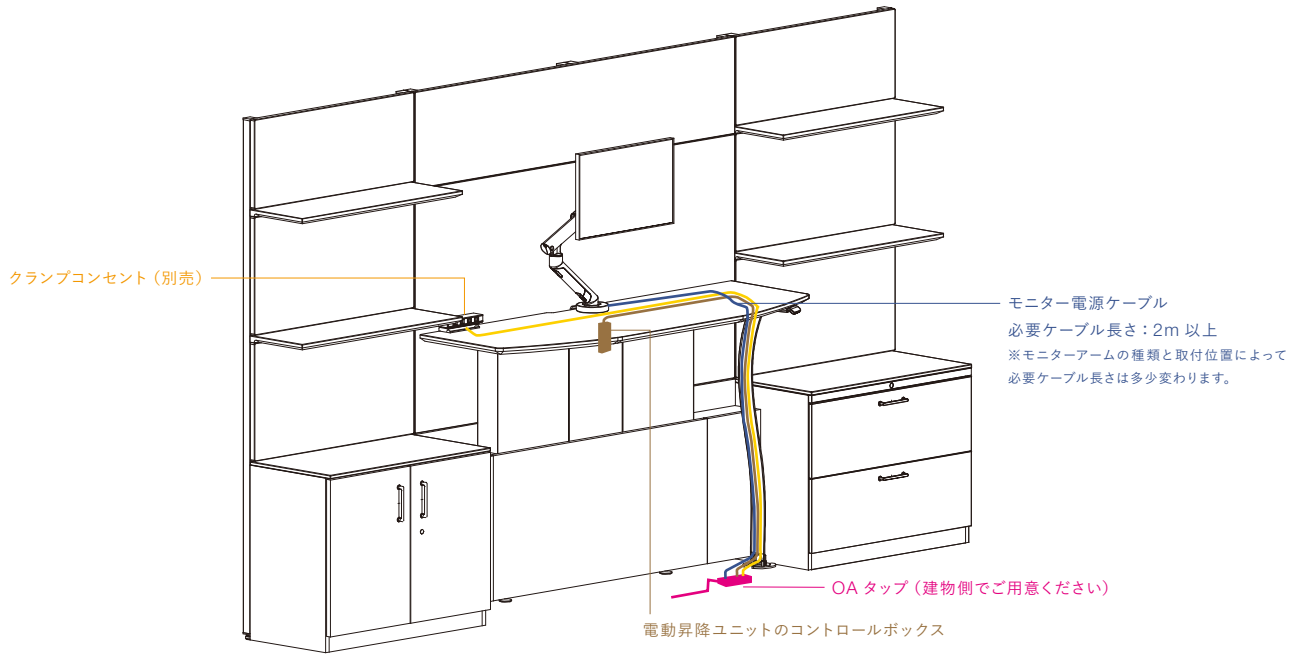 クランプコンセント（別売）
モニター電源ケーブル
必要ケーブル長さ：2m 以上
※モニターアームの種類と取付位置によって
必要ケーブル長さは多少変わります。
OA タップ（建物側でご用意ください）
電動昇降ユニットのコントロールボックス